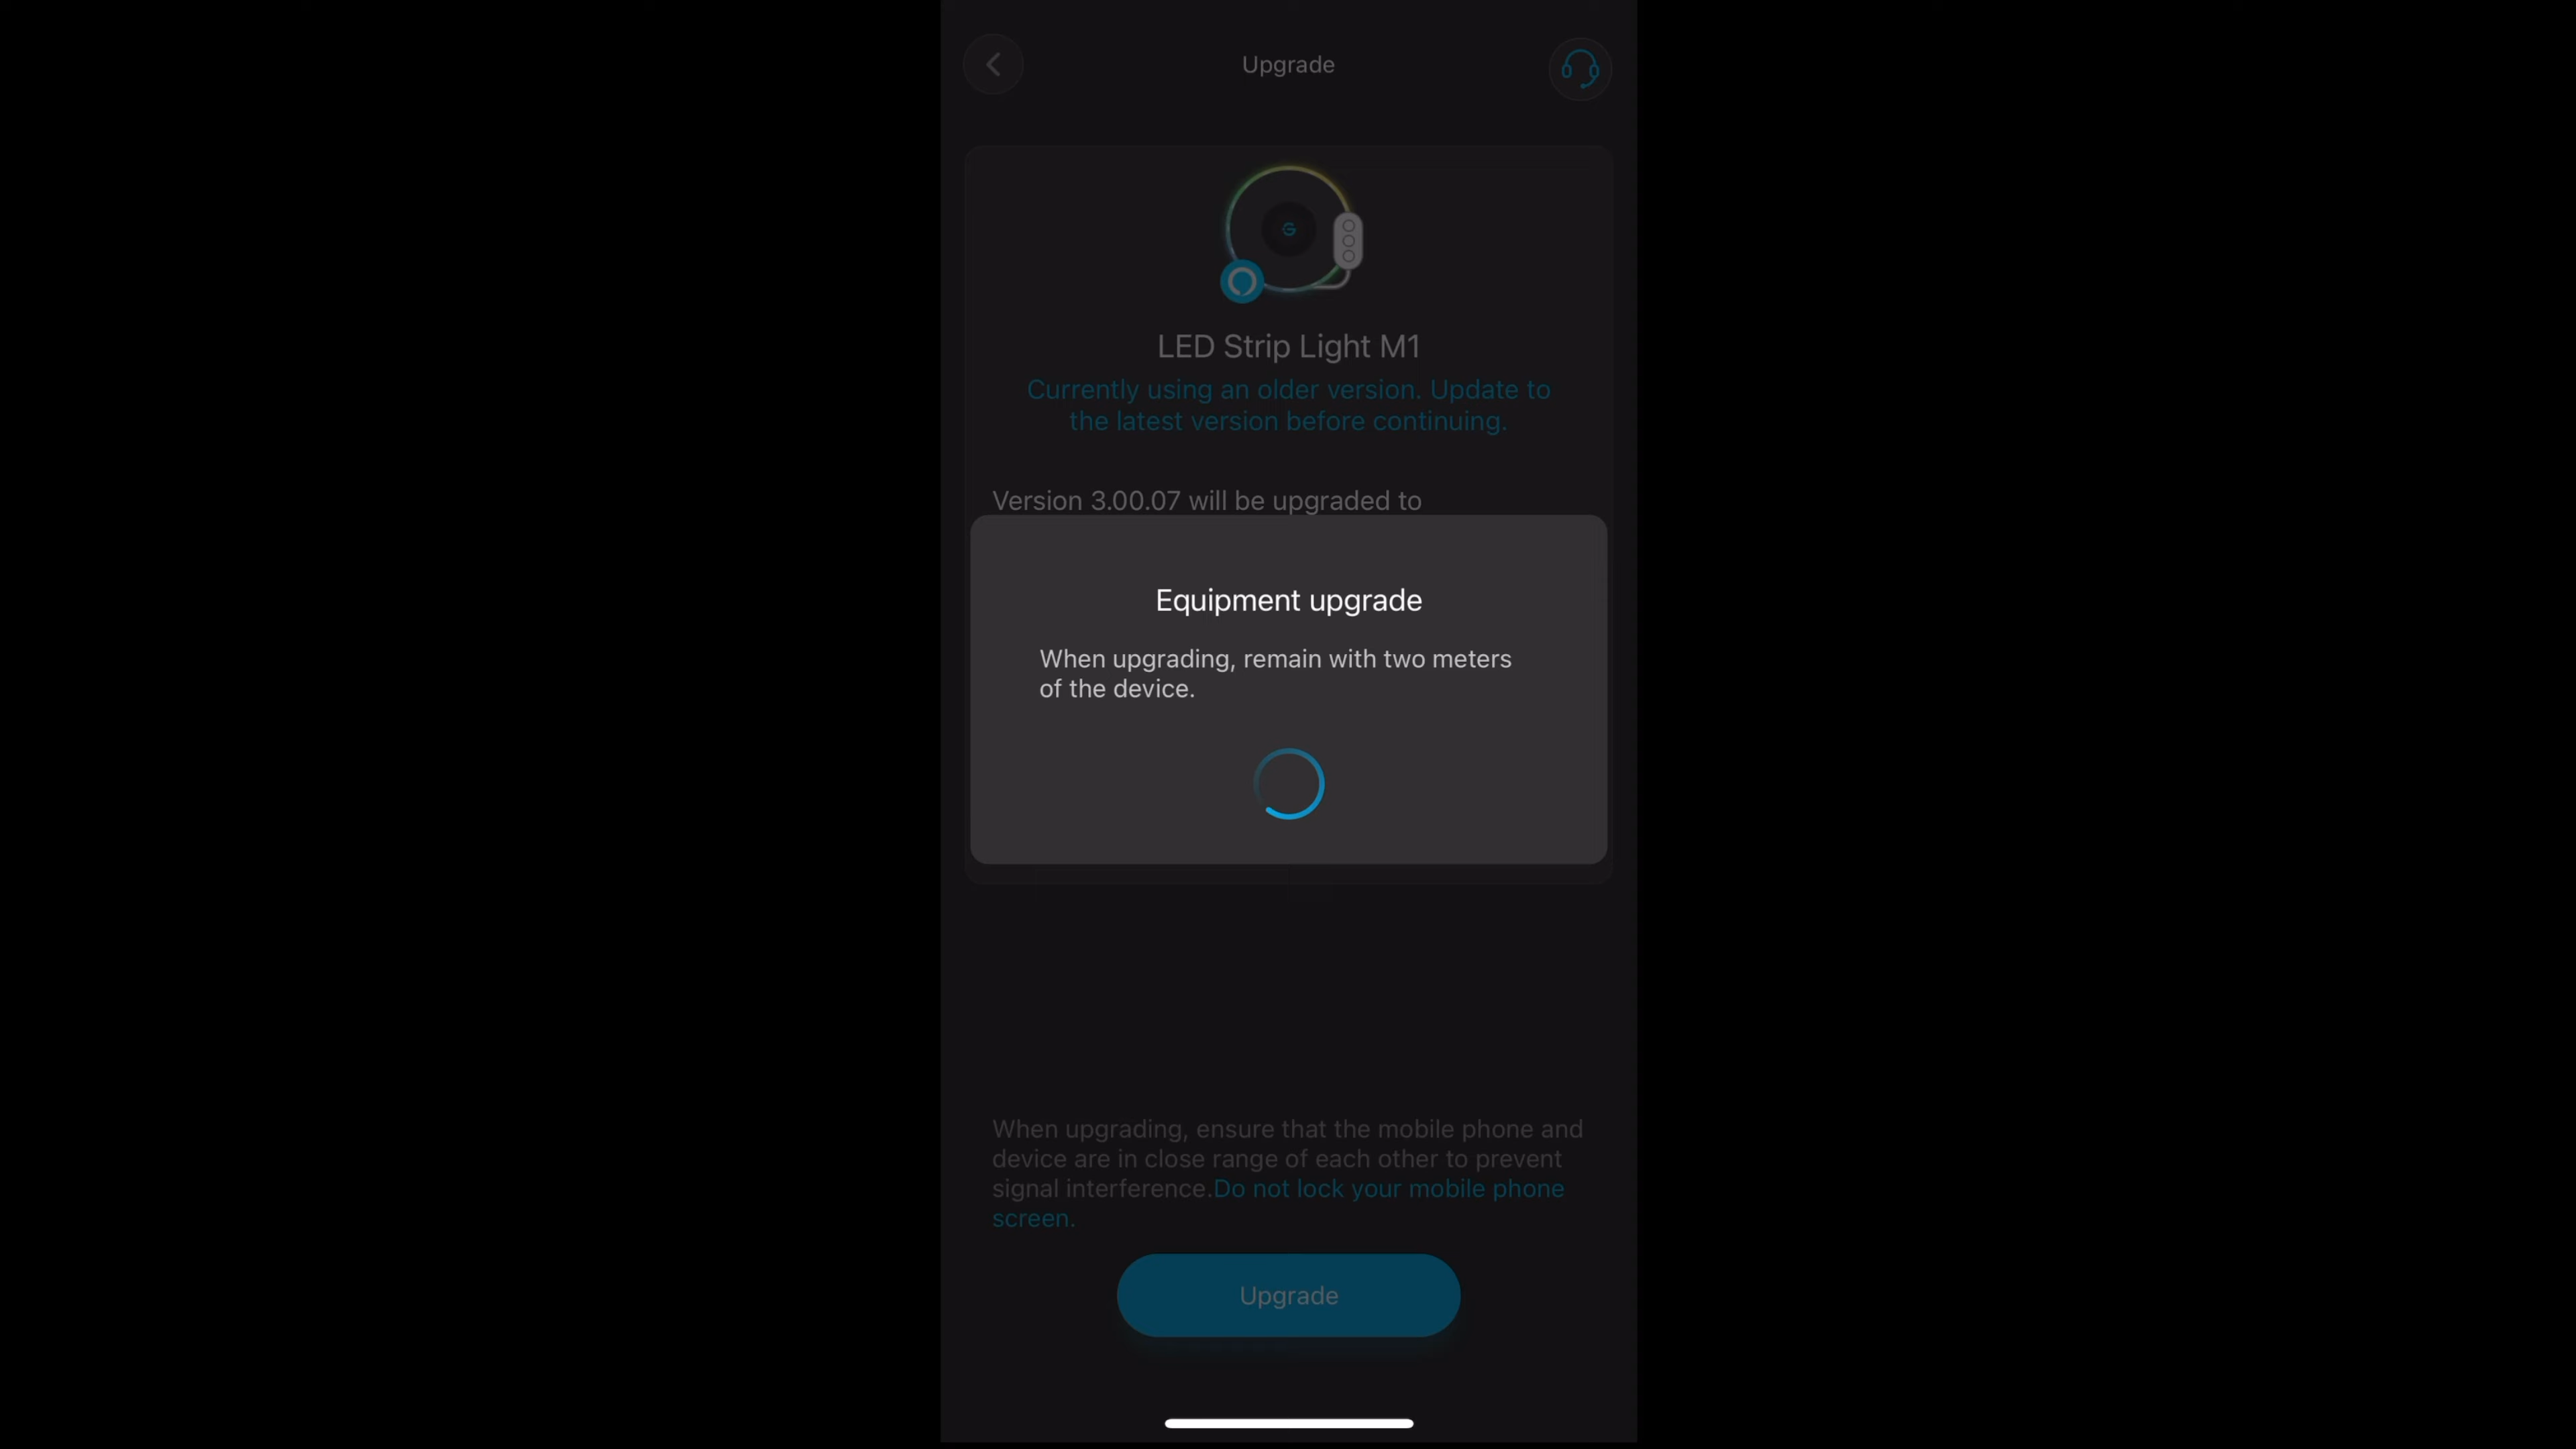 Upgrade
G
LED Strip Light M1
Currently using an older version. Update to
the latest version before continuing.
Version 3.00.07 will be upgraded to
Equipment upgrade
When upgrading, remain with two meters
of the device.
When upgrading, ensure that the mobile phone and
device are in close range of each other to prevent
signal interference.Do not lock your mobile phone
screen.
Upgrade